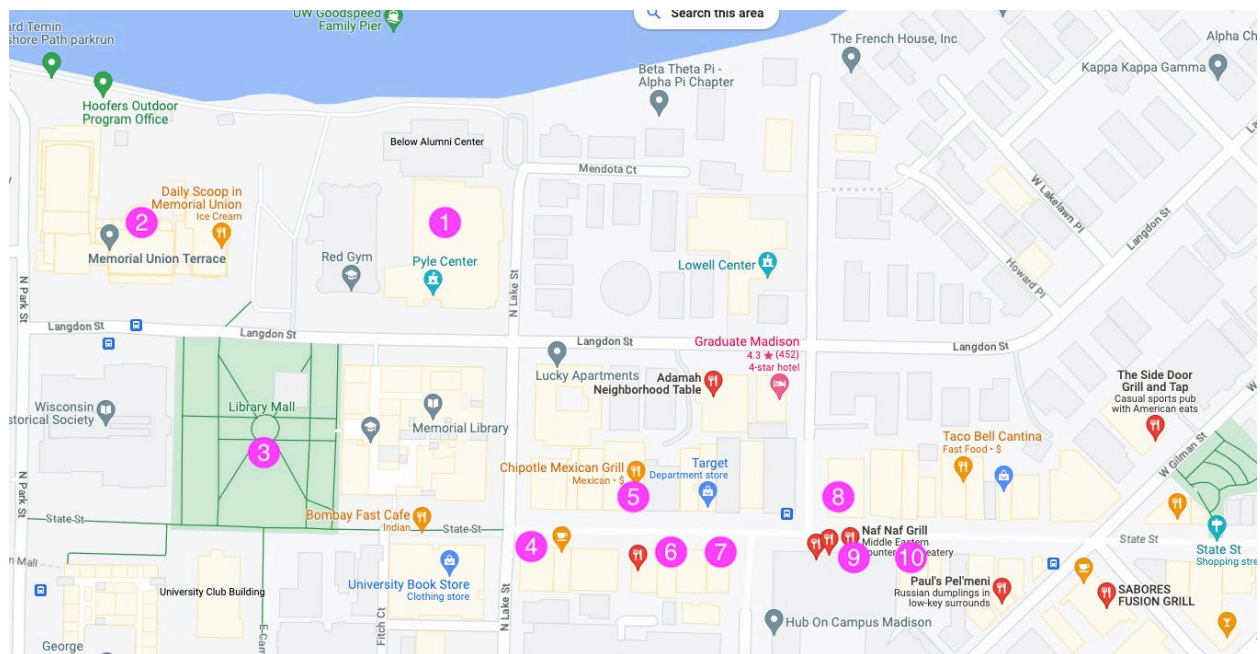 UW Goodspeed
Family Pier
Search this area
ard Temin
shore Path parkrun
The French House, Inc
Alpha Ch
Kappa Kappa Gamma
Beta Theta Pi -
Alpha Pi Chapter
Hoofers Outdoor
Program Office
Below Alumni Center
Mendota Ct
W Lakelawn Pl
Langdon St
Daily Scoop in
Memorial Union
Ice Cream
2
1
Memorial Union Terrace
Red Gym
Pyle Center
Lowell Center
Howard Pl
N Park St
N Lake St
Langdon St
Langdon St
Langdon St
Langdon St
Graduate Madison
4.3 ★ (452)
4-star hotel
Lucky Apartments
Adamah
Neighborhood Table
The Side Door
Grill and Tap
Casual sports pub
with American eats
Wisconsin
storical Society
Library Mall
Memorial Library
3
Chipotle Mexican Grill
Mexican • $
Target
Department store
Taco Bell Cantina
Fast Food • $
W Gilman St
5
8
N Park St
State St
Bombay Fast Cafe
Indian
State St
4
6
7
Naf Naf Grill
Middle Eastern
9
10
State St
State St
Shopping stre
n Mall
University Book Store
Clothing store
University Club Building
Paul's Pel'meni
Russian dumplings in
low-key surrounds
SABORES
FUSION GRILL
N Lake St
Fitch Ct
E Cam
Hub On Campus Madison
George